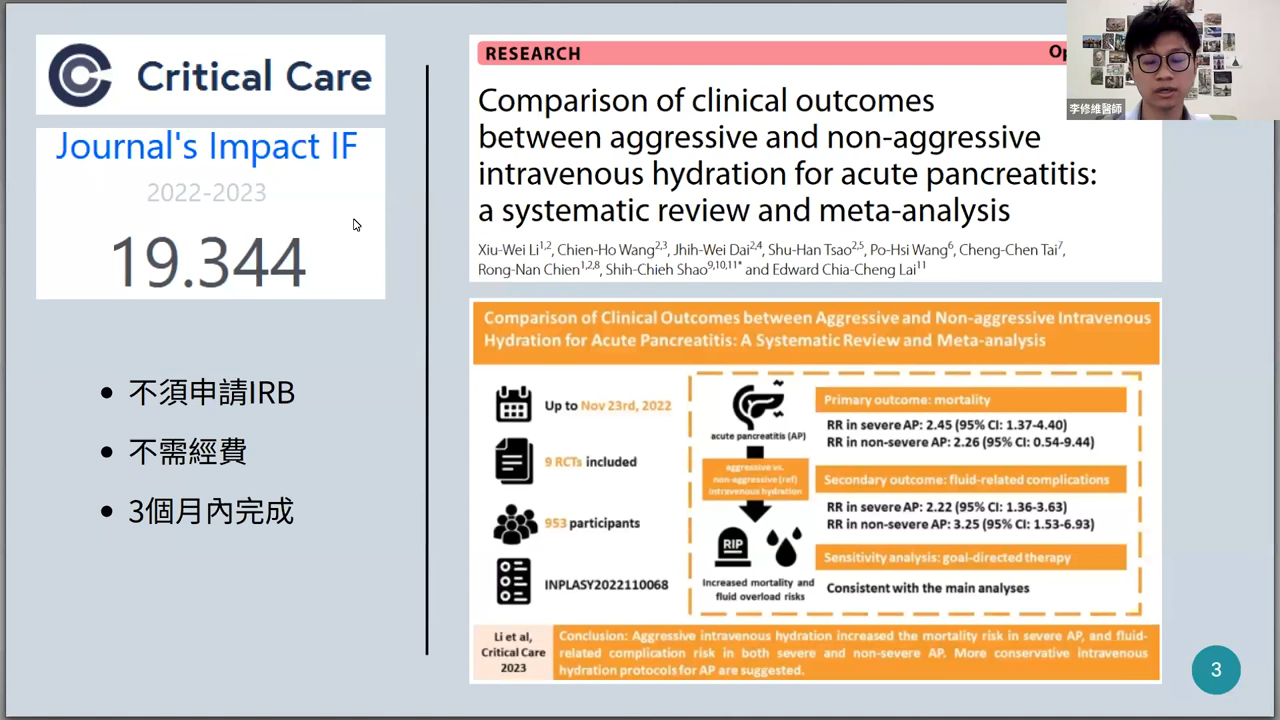 Critical Care
Journal's Impact IF
2022-2023
19.344
不須申請IRB
不需經費
3個月內完成
RESEARCH
Comparison of clinical outcomes
between aggressive and non-aggressive
intravenous hydration for acute pancreatitis:
a systematic review and meta-analysis
Xiu-Wei Li1,2, Chien-Ho Wang2,3, Jhih-Wei Dai2,4, Shu-Han Tsao2,5, Po-Hsi Wang6, Cheng-Chen Tai7,
Rong-Nan Chien1,2,8, Shih-Chieh Shao9,10,11* and Edward Chia-Cheng Lai11
Comparison of Clinical Outcomes between Aggressive and Non-aggressive Intravenous
Hydration for Acute Pancreatitis: A Systematic Review and Meta-analysis
Up to Nov 23rd, 2022
9 RCTs included
953 participants
INPLASY2022110068
acute pancreatitis (AP)
aggressive vs.
non-aggressive (ref)
intravenous hydration
RIP
Increased mortality and
fluid overload risks
Primary outcome: mortality
RR in severe AP: 2.45 (95% CI: 1.37-4.40)
RR in non-severe AP: 2.26 (95% CI: 0.54-9.44)
Secondary outcome: fluid-related complications
RR in severe AP: 2.22 (95% CI: 1.36-3.63)
RR in non-severe AP: 3.25 (95% CI: 1.53-6.93)
Sensitivity analysis: goal-directed therapy
Consistent with the main analyses
Li et al,
Critical Care
2023
Conclusion: Aggressive intravenous hydration increased the mortality risk in severe AP, and fluid-
related complication risk in both severe and non-severe AP. More conservative intravenous
hydration protocols for AP are suggested.
李修維醫師
3